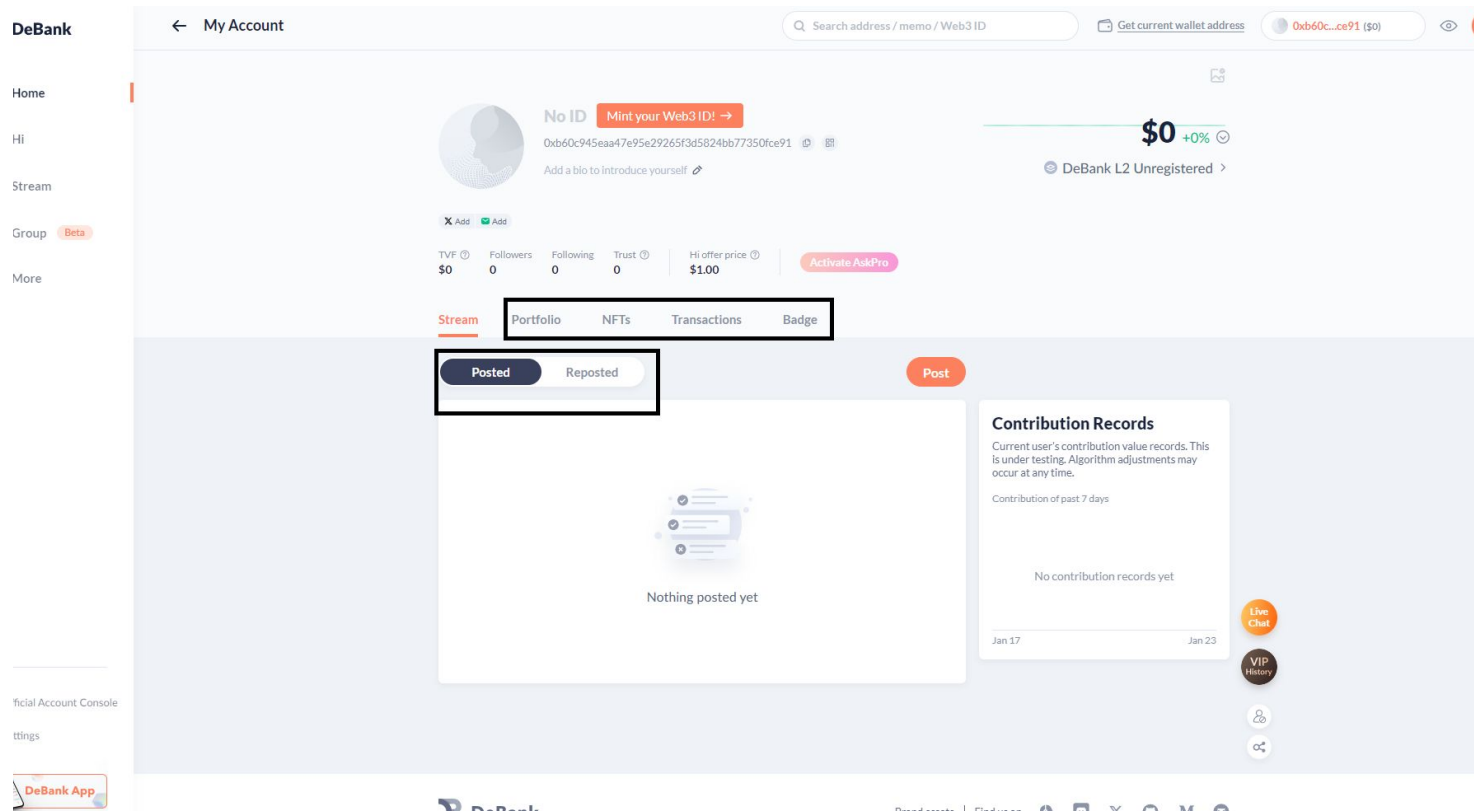 DeBank
My Account
Search address / memo / Web3 ID
Get current wallet address
0xb60c...ce91 ($0)
Home
Hi
Stream
Group Beta
More
No ID Mint your Web3 ID! →
0xb60c945eaa47e95e29265f3d5824bb77350fce91
Add a bio to introduce yourself
$0 +0%
DeBank L2 Unregistered
X Add Add
TVF Followers Following Trust Hi offer price
$0 0 0 0 $1.00
Activate AskPro
Stream Portfolio NFTs Transactions Badge
Posted Reposted
Post
Nothing posted yet
Contribution Records
Current user's contribution value records. This
is under testing. Algorithm adjustments may
occur at any time.
Contribution of past 7 days
No contribution records yet
Jan 17 Jan 23
Live
Chat
VIP
History
Account Console
DeBank App
DeBank